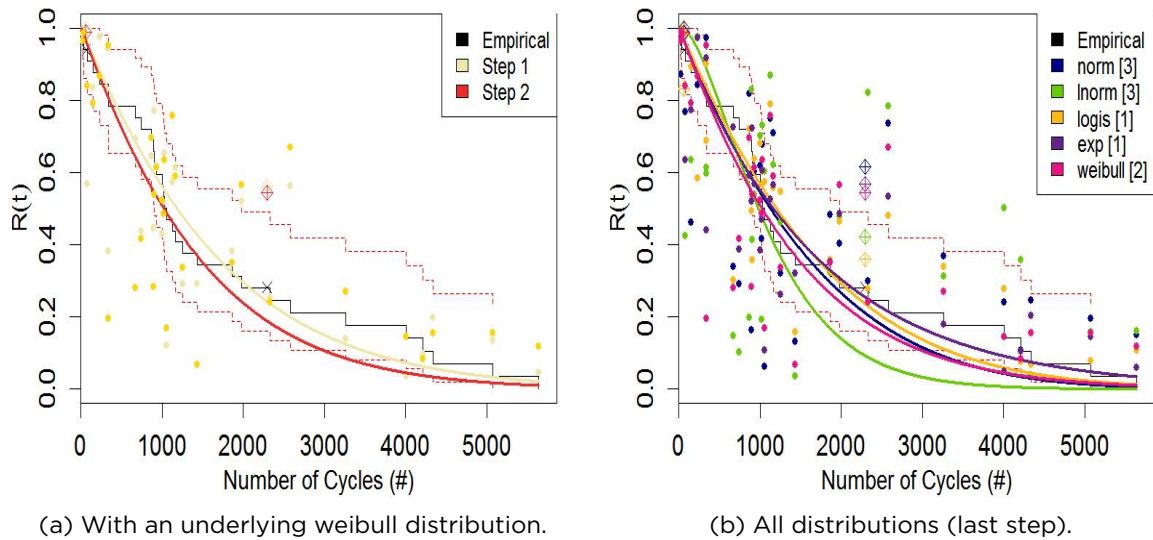 R(t)
1.0
0.8
0.6
0.4
0.2
0.0
Empirical
Step 1
Step 2
0 1000 2000 3000 4000 5000
Number of Cycles (#)
(a) With an underlying weibull distribution.
R(t)
1.0
0.8
0.6
0.4
0.2
0.0
Empirical
norm [3]
lnorm [3]
logis [1]
exp [1]
weibull [2]
0 1000 2000 3000 4000 5000
Number of Cycles (#)
(b) All distributions (last step).